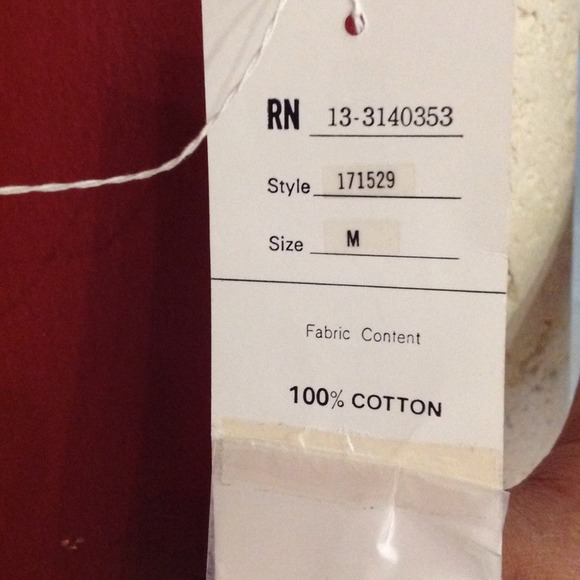 RN 13-3140353
Style 171529
Size M
Fabric Content
100% COTTON